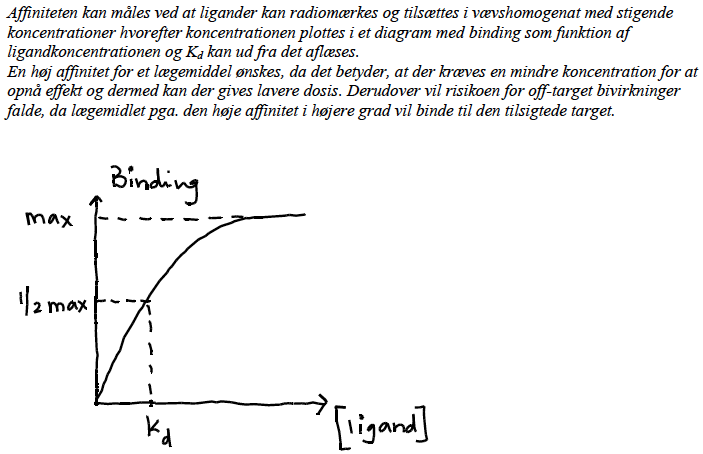 Affiniteten kan måles ved at ligander kan radiomærkes og tilsættes i vævshomogenat med stigende
koncentrationer hvorefter koncentrationen plottes i et diagram med binding som funktion af
ligandkoncentrationen og Kd kan ud fra det aflæses.
En høj affinitet for et lægemiddel ønskes, da det betyder, at der kræves en mindre koncentration for at
opnå effekt og dermed kan der gives lavere dosis. Derudover vil risikoen for off-target bivirkninger
falde, da lægemidlet pga. den høje affinitet i højere grad vil binde til den tilsigtede target.
Binding
max
1/2 max
Kd
[ligand]